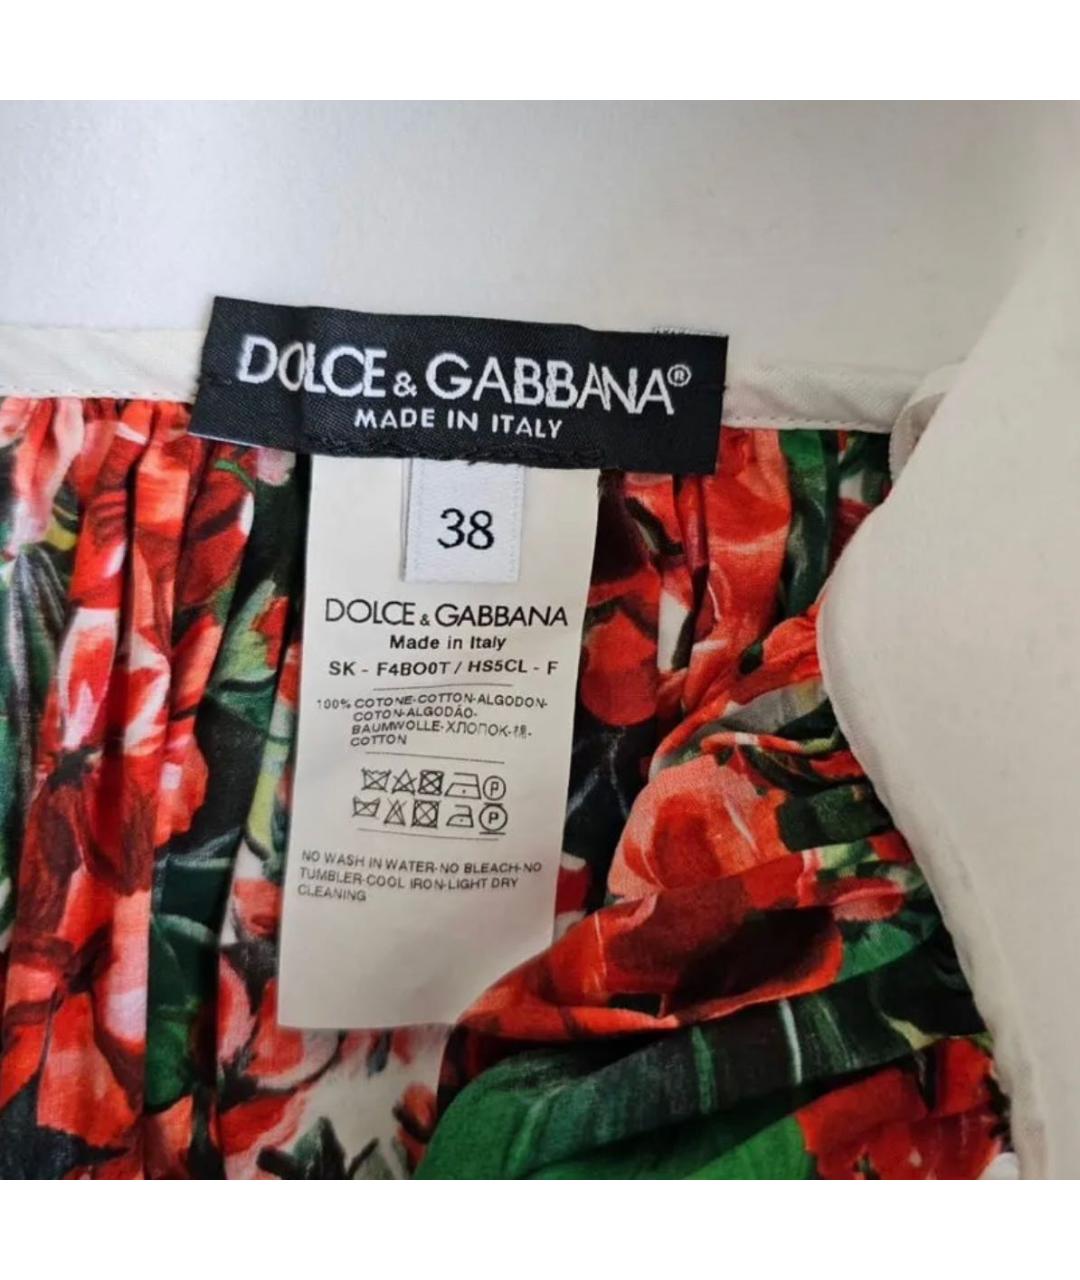 DOLCE & GABBANA®
MADE IN ITALY
38
DOLCE & GABBANA
Made in Italy
SK - F4BO0T / HS5CL - F
100% COTONE-COTTON-ALGODON-
COTON-ALGODÃO-
BAUMWOLLE-ХЛОПОК-棉-
COTTON
P
P
NO WASH IN WATER-NO BLEACH-NO
TUMBLER-COOL IRON-LIGHT DRY
CLEANING